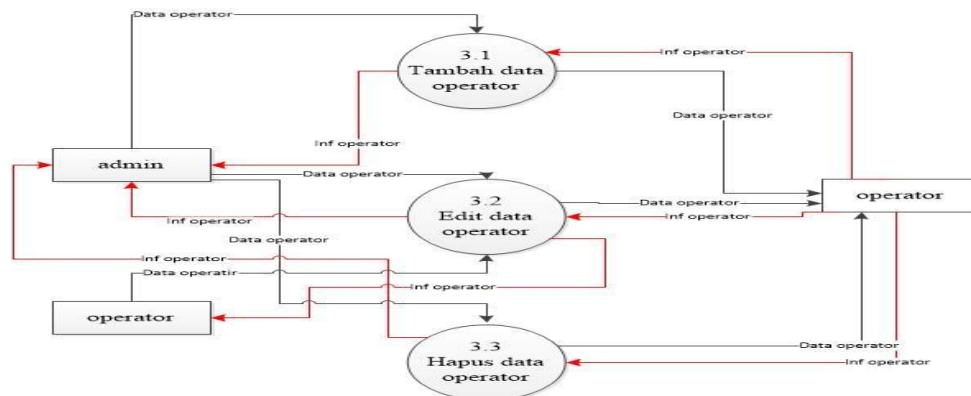 Data operator
3.1
Tambah data
operator
Inf operator
Data operator
Inf operator
admin
Data operator
3.2
Edit data
operator
operator
Data operator
Inf operator
Inf operator
Data operator
Inf operator
Data operatir
Inf operator
operator
3.3
Hapus data
operator
Data operator
Inf operator